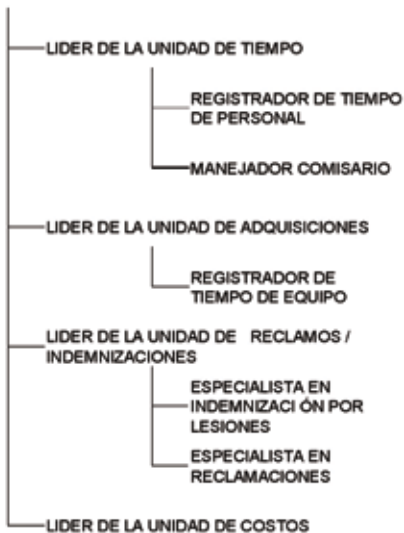 LIDER DE LA UNIDAD DE TIEMPO
REGISTRADOR DE TIEMPO
DE PERSONAL
MANEJADOR COMISARIO
LIDER DE LA UNIDAD DE ADQUISICIONES
REGISTRADOR DE
TIEMPO DE EQUIPO
LIDER DE LA UNIDAD DE RECLAMOS /
INDEMNIZACIONES
ESPECIALISTA EN
INDEMNIZACI ÓN POR
LESIONES
ESPECIALISTA EN
RECLAMACIONES
LIDER DE LA UNIDAD DE COSTOS